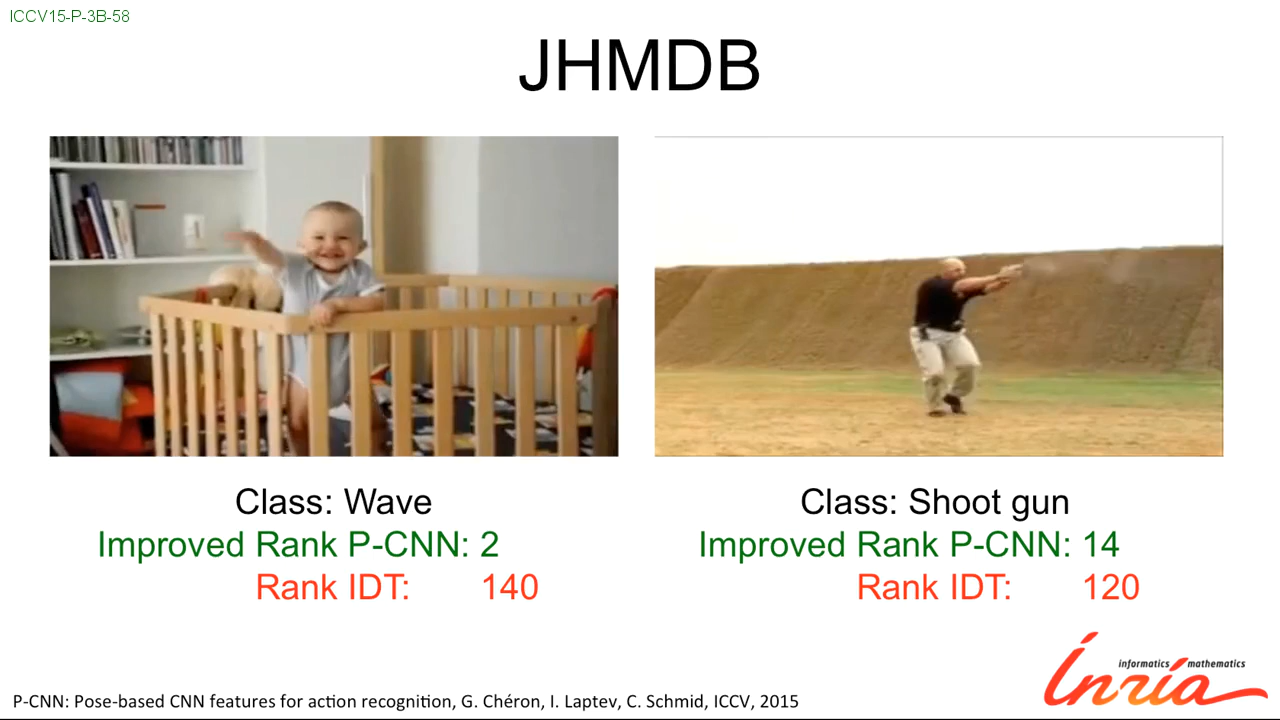 ICCV15-P-3B-58
JHMDB
Class: Wave
Improved Rank P-CNN: 2
Rank IDT: 140
Class: Shoot gun
Improved Rank P-CNN: 14
Rank IDT: 120
informatics mathematics
Inria
P-CNN: Pose-based CNN features for action recognition, G. Chéron, I. Laptev, C. Schmid, ICCV, 2015